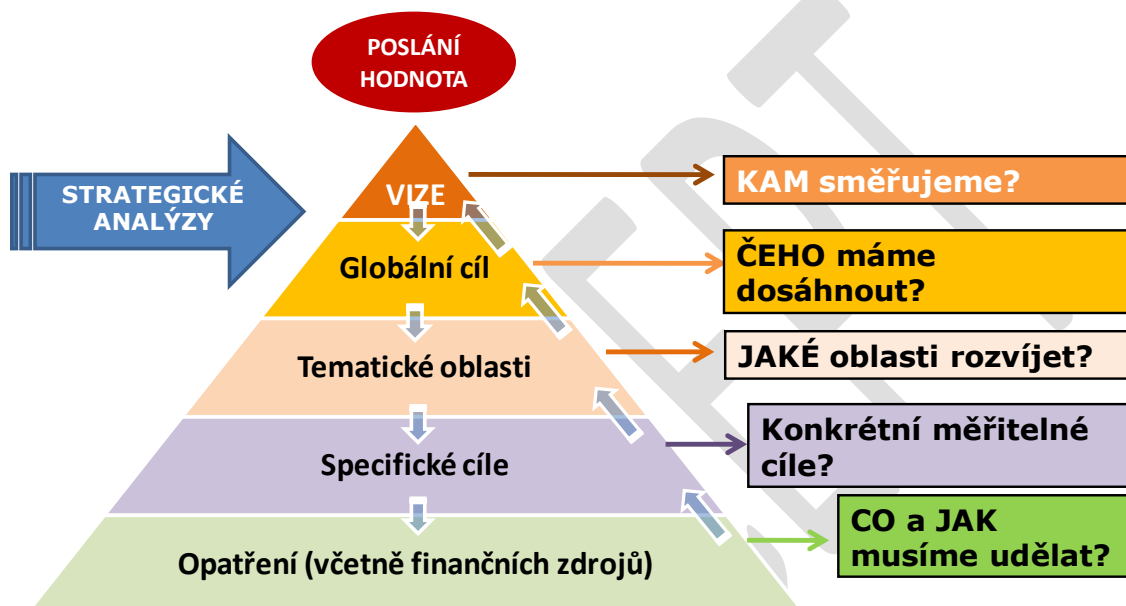 POSLÁNÍ
HODNOTA
STRATEGICKÉ
ANALÝZY
VIZE
KAM směřujeme?
Globální cíl
ČEHO máme
dosáhnout?
Tematické oblasti
JAKÉ oblasti rozvíjet?
Specifické cíle
Konkrétní měřitelné
cíle?
Opatření (včetně finančních zdrojů)
CO a JAK
musíme udělat?